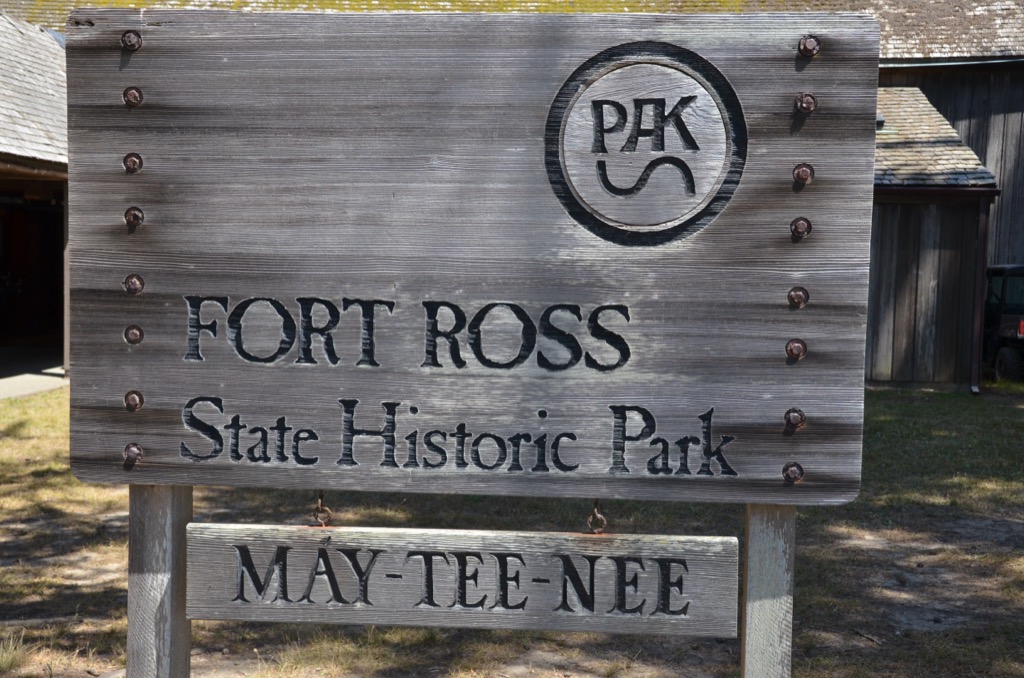 PAK
FORT ROSS
State Historic Park
MÁY-TEE-NEE